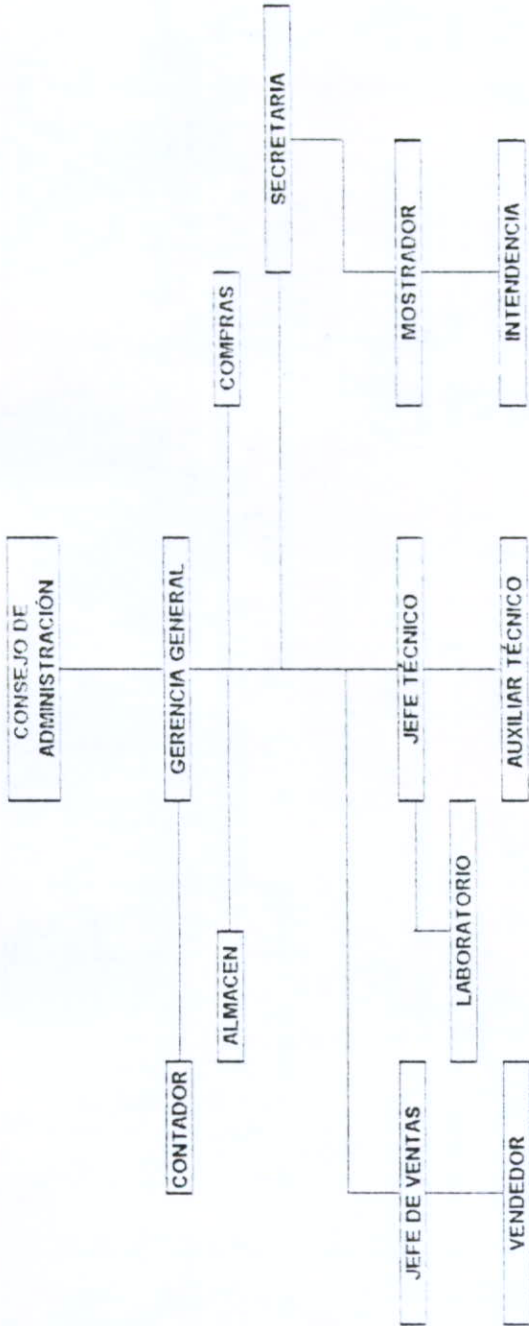 CONSEJO DE
ADMINISTRACIÓN
CONTADOR
GERENCIA GENERAL
ALMACEN
COMPRAS
SECRETARIA
JEFE DE VENTAS
JEFE TÉCNICO
MOSTRADOR
LABORATORIO
VENDEDOR
AUXILIAR TÉCNICO
INTENDENCIA